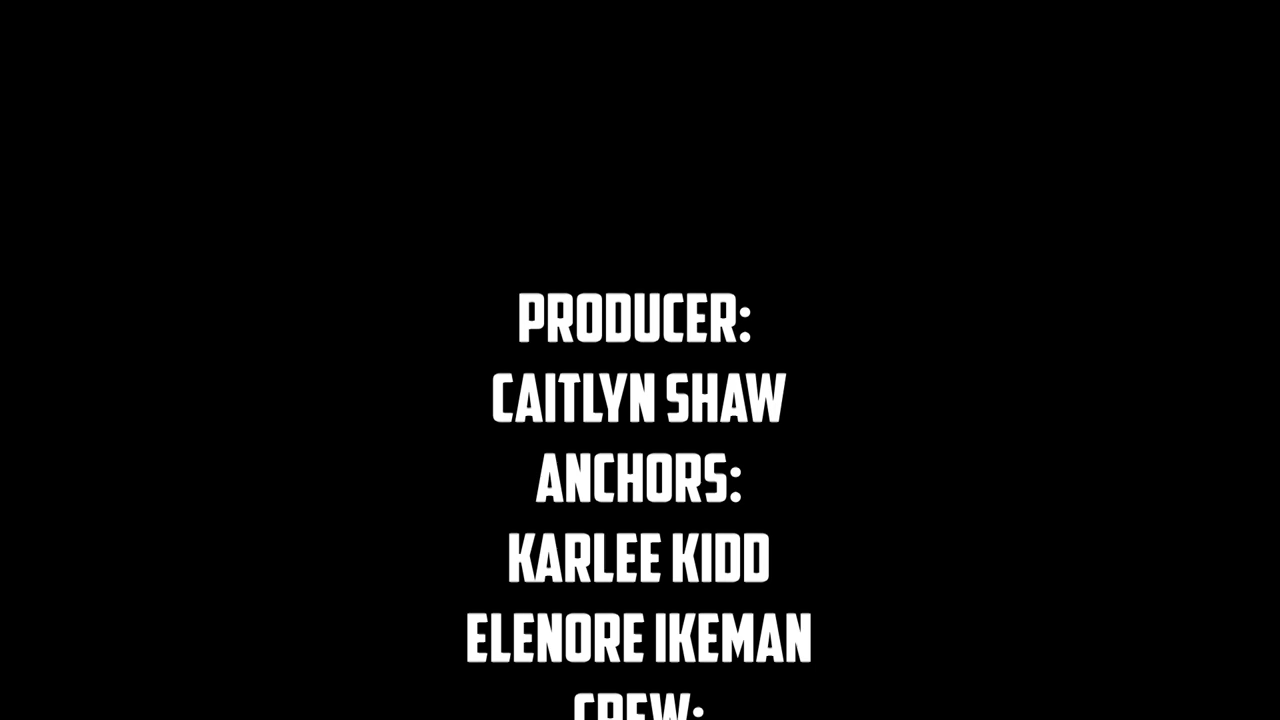 PRODUCER:
CAITLYN SHAW
ANCHORS:
KARLEE KIDD
ELENORE IKEMAN
CREW: